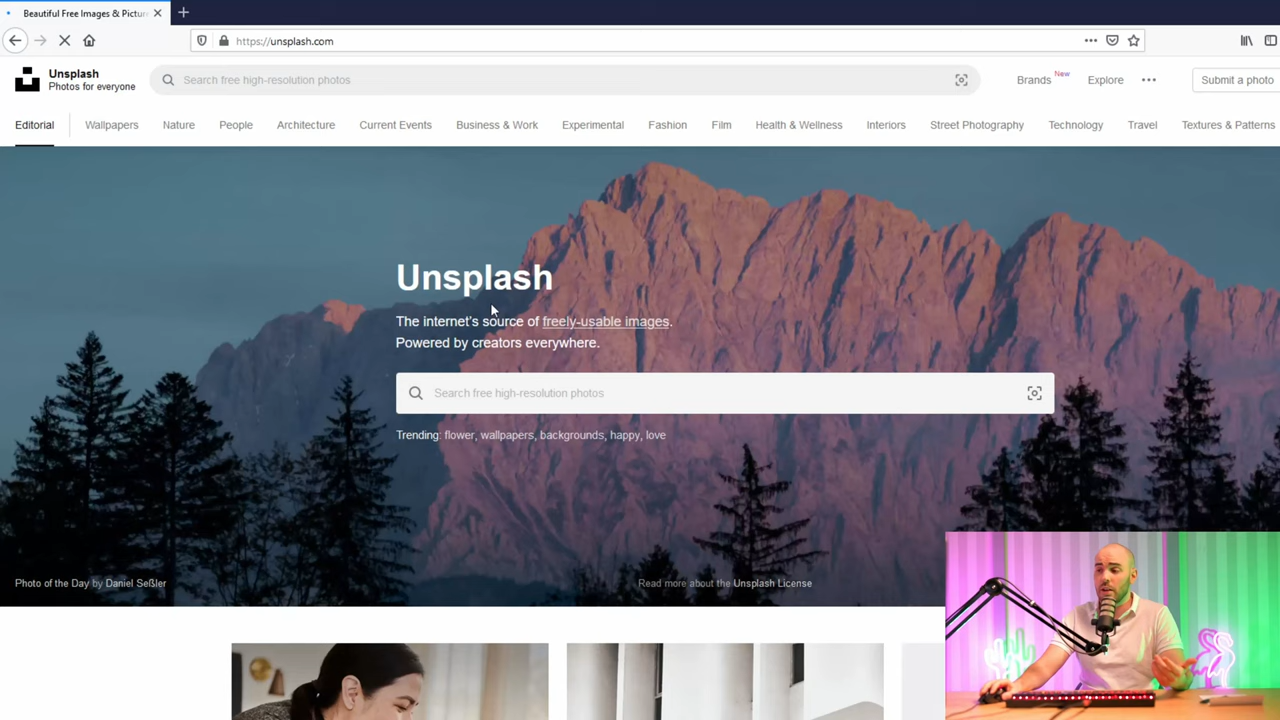 Beautiful Free Images & Pictur
https://unsplash.com
Unsplash
Photos for everyone
Search free high-resolution photos
Brands New
Explore
Submit a photo
Editorial
Wallpapers
Nature
People
Architecture
Current Events
Business & Work
Experimental
Fashion
Film
Health & Wellness
Interiors
Street Photography
Technology
Travel
Textures & Patterns
Unsplash
The internet's source of freely-usable images.
Powered by creators everywhere.
Search free high-resolution photos
Trending: flower, wallpapers, backgrounds, happy, love
Photo of the Day by Daniel Seßler
Read more about the Unsplash License